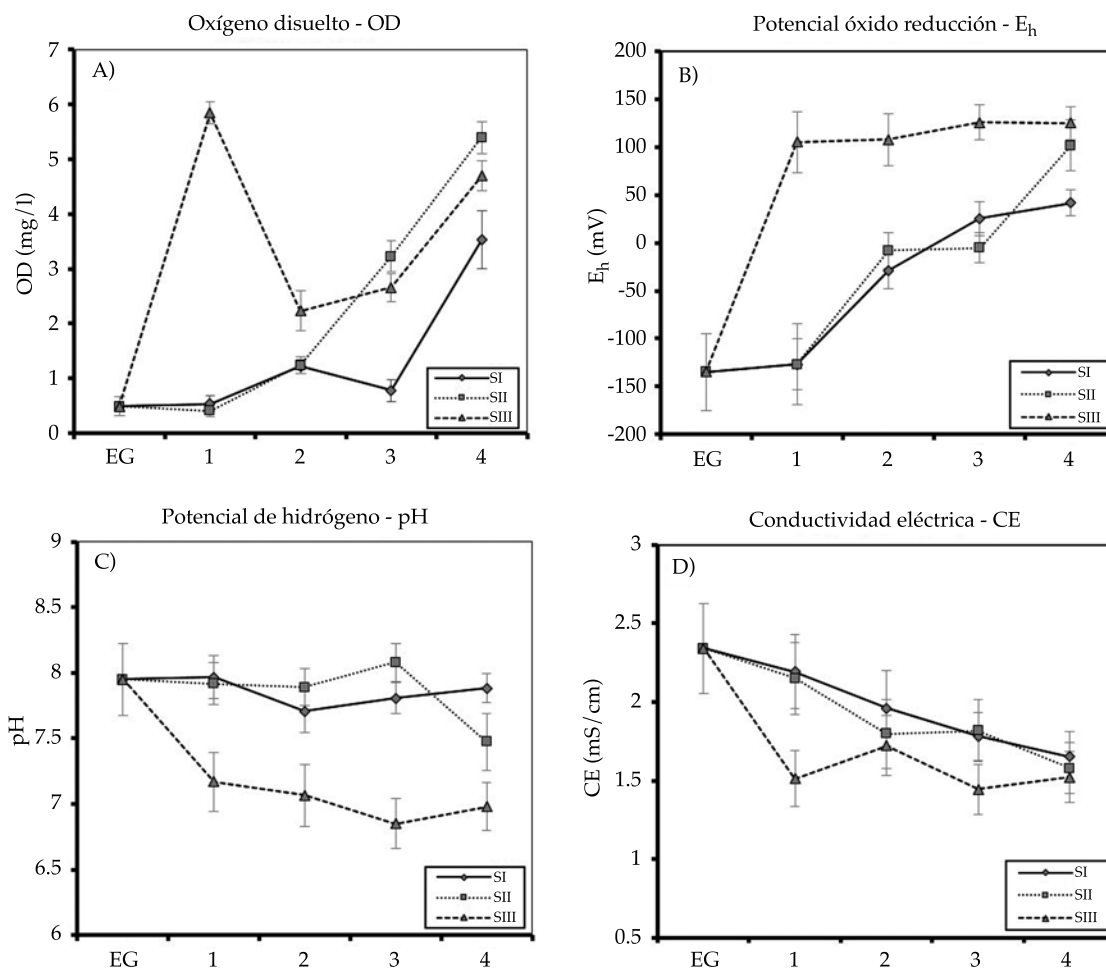 Oxígeno disuelto - OD
A)
OD (mg/l)
7
6
5
4
3
2
1
0
EG 1 2 3 4
SI
SII
SIII
Potencial óxido reducción - Eh
B)
Eh (mV)
200
150
100
50
0
-50
-100
-150
-200
EG 1 2 3 4
SI
SII
SIII
Potencial de hidrógeno - pH
C)
pH
9
8.5
8
7.5
7
6.5
6
EG 1 2 3 4
SI
SII
SIII
Conductividad eléctrica - CE
D)
CE (mS/cm)
3
2.5
2
1.5
1
0.5
EG 1 2 3 4
SI
SII
SIII